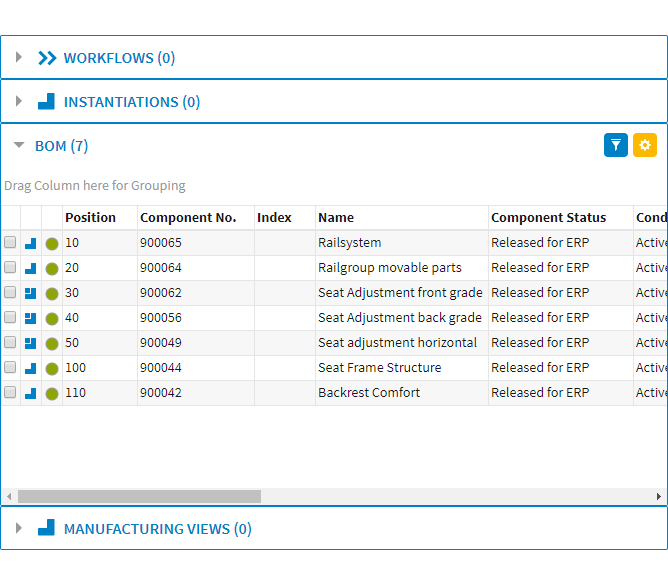 WORKFLOWS (0)
INSTANTIATIONS (0)
BOM (7)
Drag Column here for Grouping
Position Component No. Index Name Component Status Cond
10 900065 Railsystem Released for ERP Active
20 900064 Railgroup movable parts Released for ERP Active
30 900062 Seat Adjustment front grade Released for ERP Active
40 900056 Seat Adjustment back grade Released for ERP Active
50 900049 Seat adjustment horizontal Released for ERP Active
100 900044 Seat Frame Structure Released for ERP Active
110 900042 Backrest Comfort Released for ERP Active
MANUFACTURING VIEWS (0)